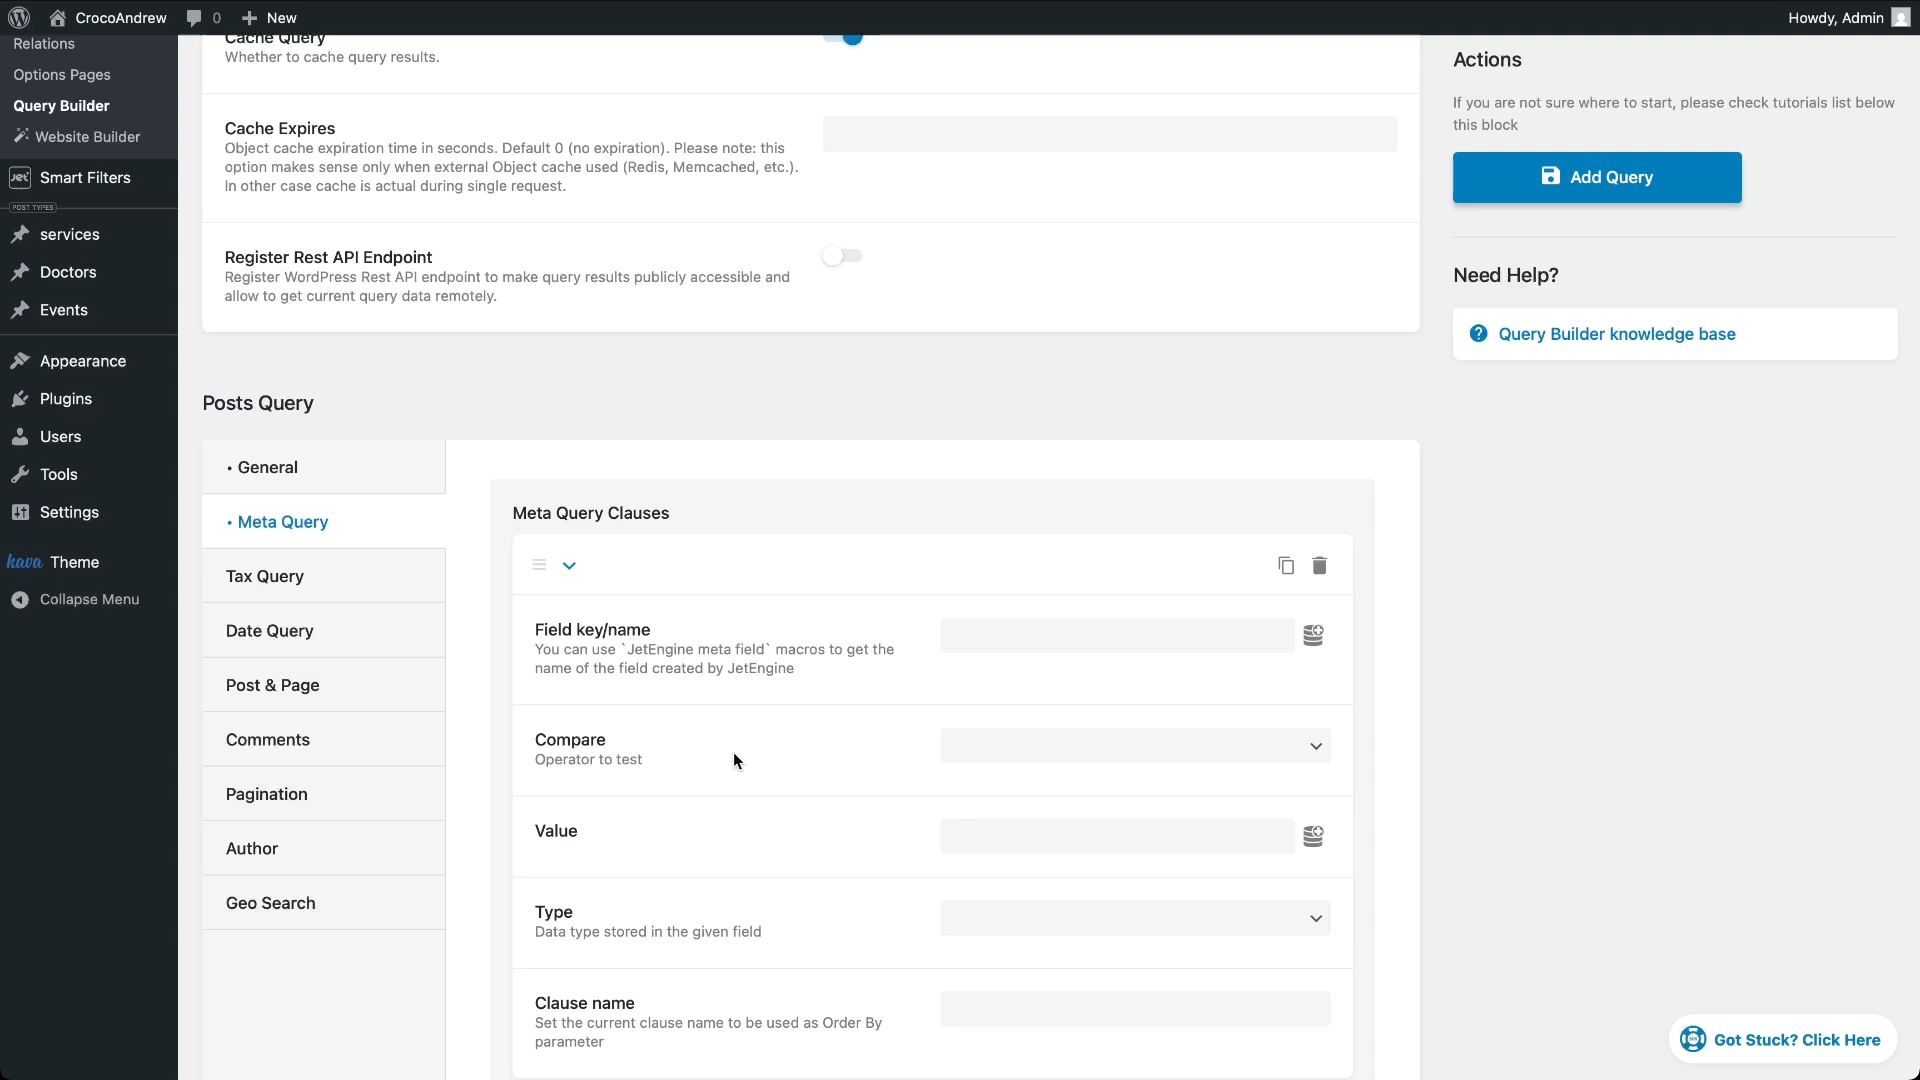 CrocoAndrew
0
New
Howdy, Admin
Relations
Options Pages
Query Builder
Website Builder
Jet
Smart Filters
POST TYPES
services
Doctors
Events
Appearance
Plugins
Users
Tools
Settings
kava Theme
Collapse Menu
Cache Query
Whether to cache query results.
Cache Expires
Object cache expiration time in seconds. Default 0 (no expiration). Please note: this
option makes sense only when external Object cache used (Redis, Memcached, etc.).
In other case cache is actual during single request.
Register Rest API Endpoint
Register WordPress Rest API endpoint to make query results publicly accessible and
allow to get current query data remotely.
Posts Query
• General
• Meta Query
Tax Query
Date Query
Post & Page
Comments
Pagination
Author
Geo Search
Meta Query Clauses
Field key/name
You can use `JetEngine meta field` macros to get the
name of the field created by JetEngine
Compare
Operator to test
Value
Type
Data type stored in the given field
Clause name
Set the current clause name to be used as Order By
parameter
Actions
If you are not sure where to start, please check tutorials list below
this block
Add Query
Need Help?
Query Builder knowledge base
Got Stuck? Click Here